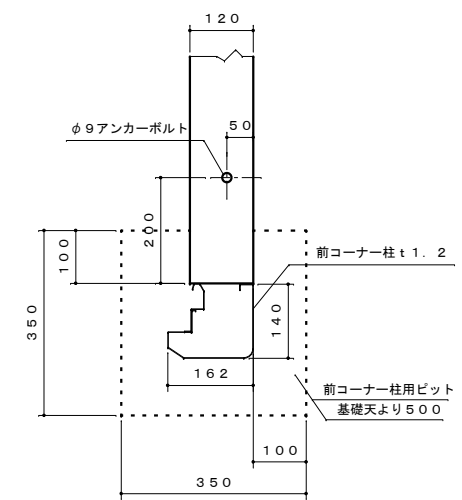 １２０
φ９アンカーボルト
５０
２００
１００
前コーナー柱ｔ１．２
３５０
１４０
１６２
前コーナー柱用ピット
基礎天より５００
１００
３５０